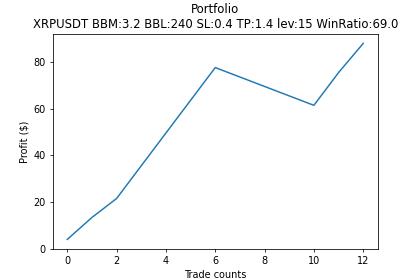 Portfolio
XRPUSDT BBM:3.2 BBL:240 SL:0.4 TP:1.4 lev:15 WinRatio:69.0
80
60
40
20
0
Profit ($)
0 2 4 6 8 10 12
Trade counts